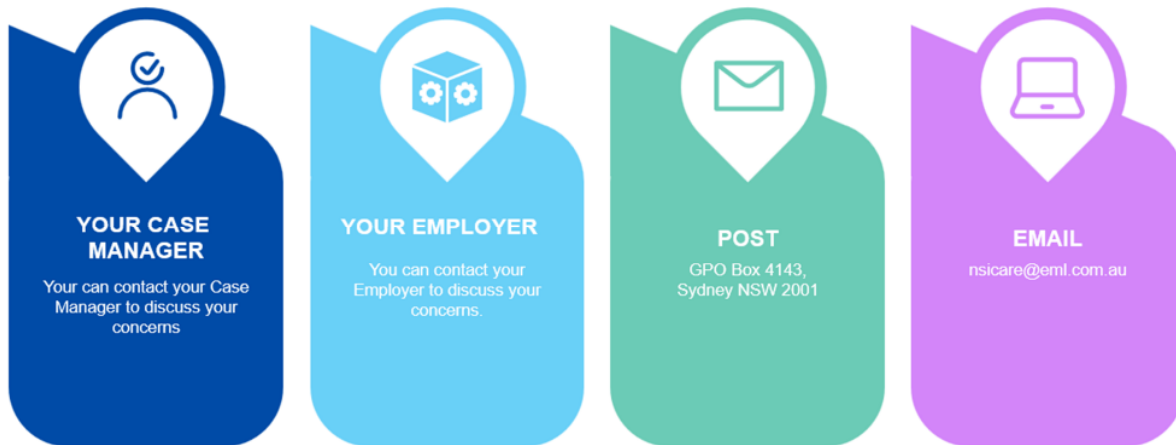 YOUR CASE
MANAGER
Your can contact your Case
Manager to discuss your
concerns
YOUR EMPLOYER
You can contact your
Employer to discuss your
concerns.
POST
GPO Box 4143,
Sydney NSW 2001
EMAIL
nsicare@eml.com.au